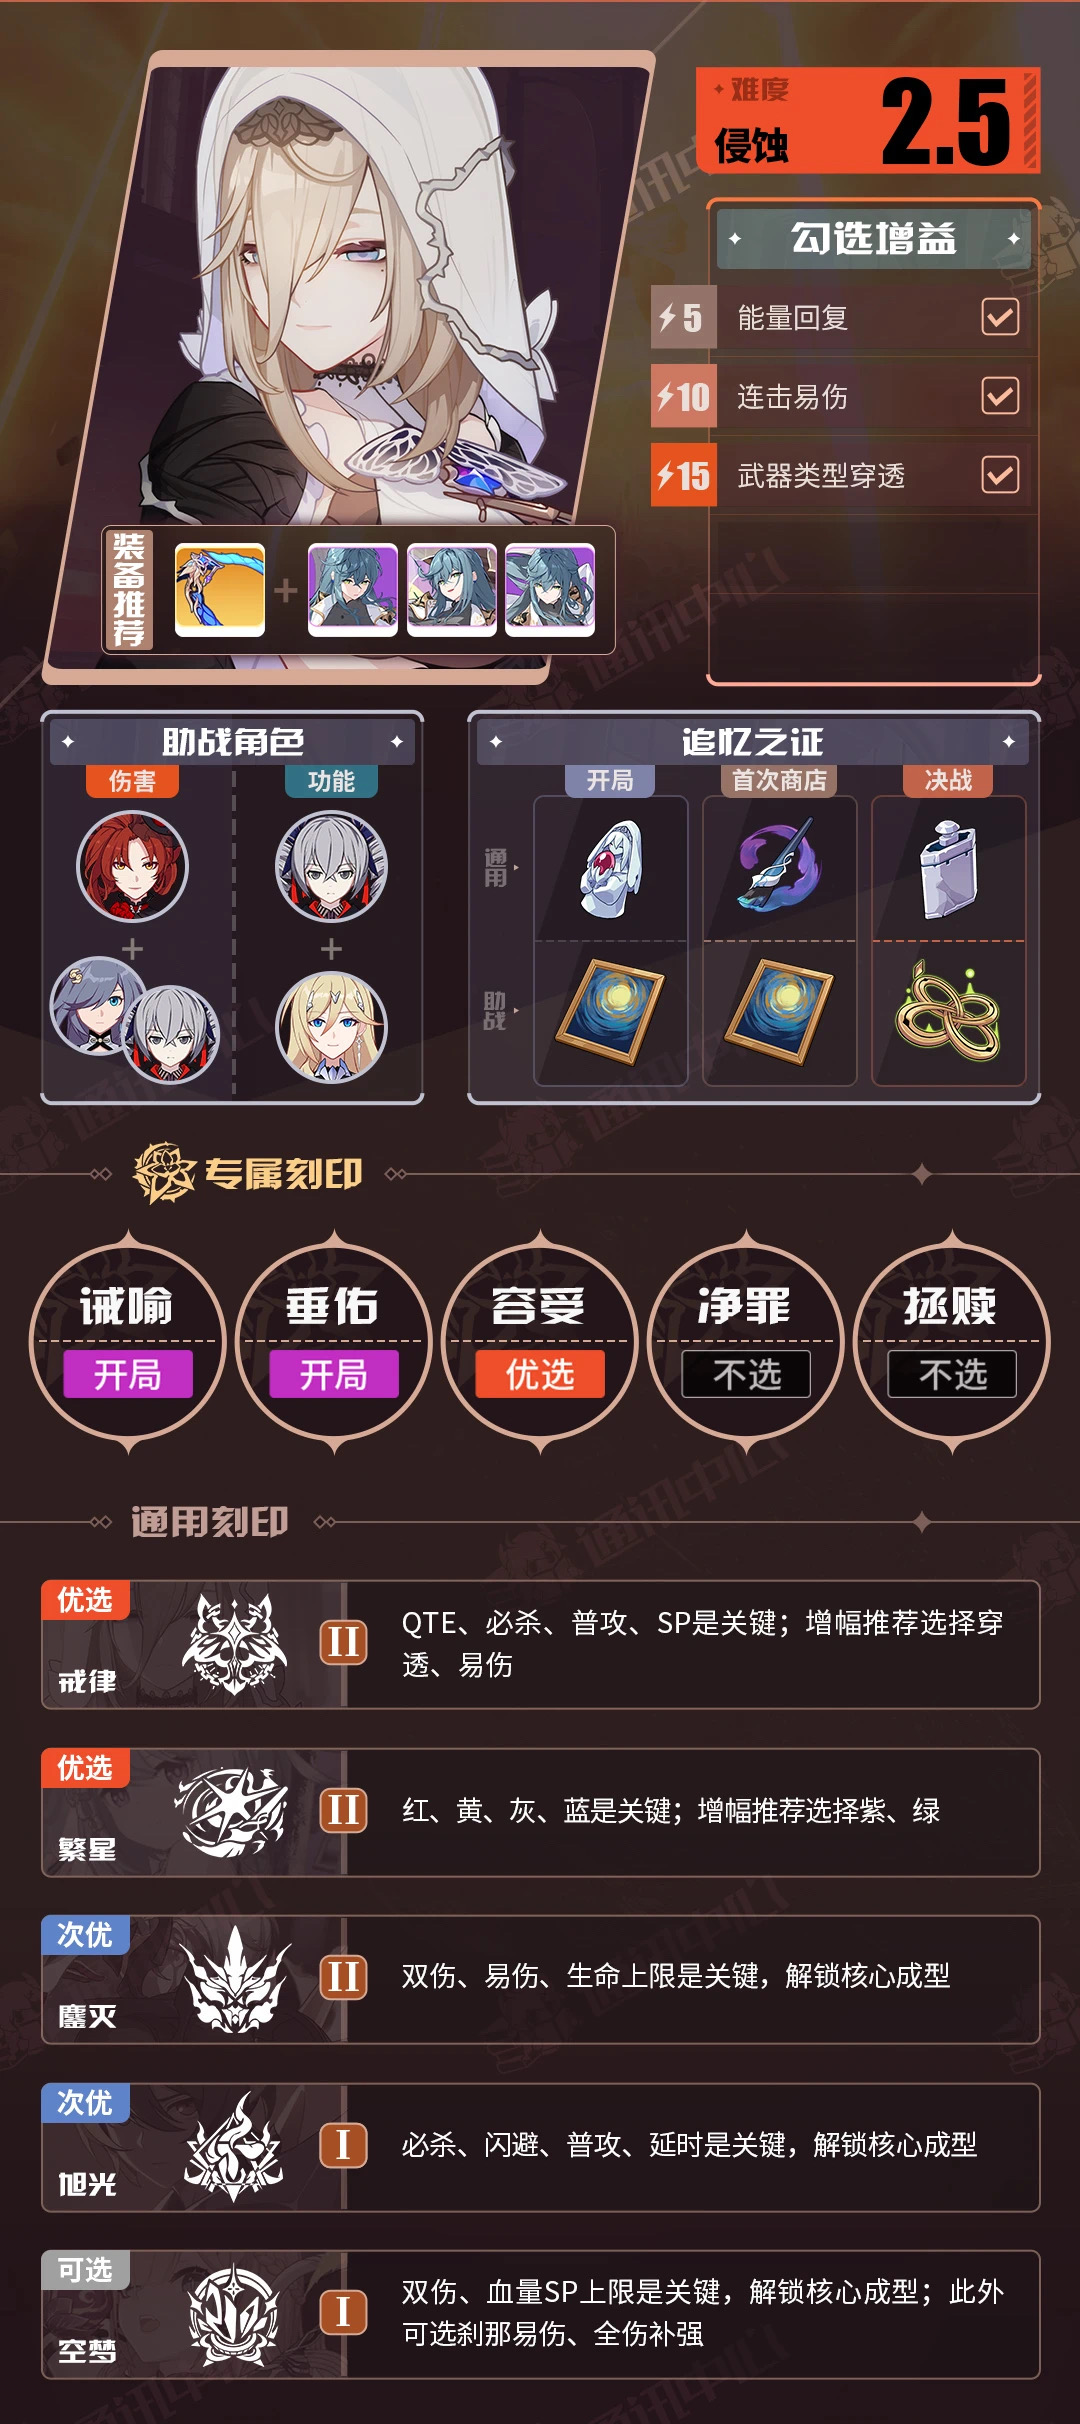 难度
侵蚀
2.5
勾选增益
5
能量回复
10
连击易伤
15
武器类型穿透
装备推荐
+
助战角色
伤害
功能
+
+
追忆之证
开局
首次商店
决战
通用
助战
专属刻印
诫喻
开局
垂佑
开局
容受
优选
净罪
不选
拯赎
不选
通用刻印
优选
戒律
II
QTE、必杀、普攻、SP是关键；增幅推荐选择穿
透、易伤
优选
繁星
II
红、黄、灰、蓝是关键；增幅推荐选择紫、绿
次优
鏖灭
II
双伤、易伤、生命上限是关键，解锁核心成型
次优
旭光
I
必杀、闪避、普攻、延时是关键，解锁核心成型
可选
空梦
I
双伤、血量SP上限是关键，解锁核心成型；此外
可选刹那易伤、全伤补强
通讯中心